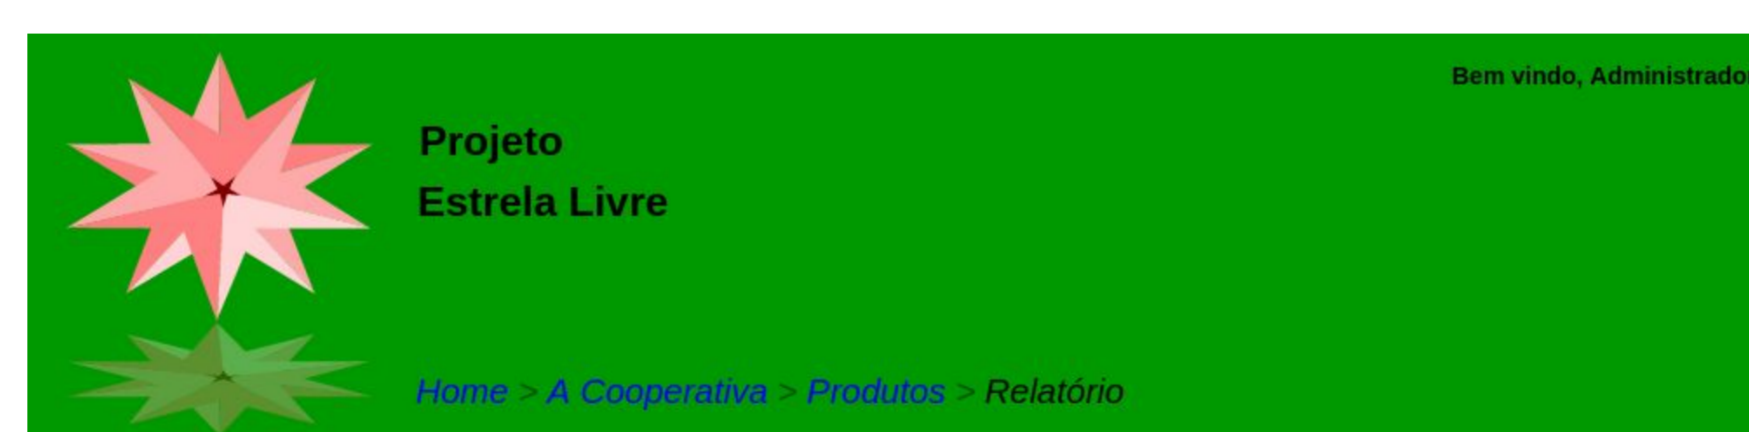 Bem vindo, Administrado
Projeto
Estrela Livre
Home > A Cooperativa > Produtos > Relatório